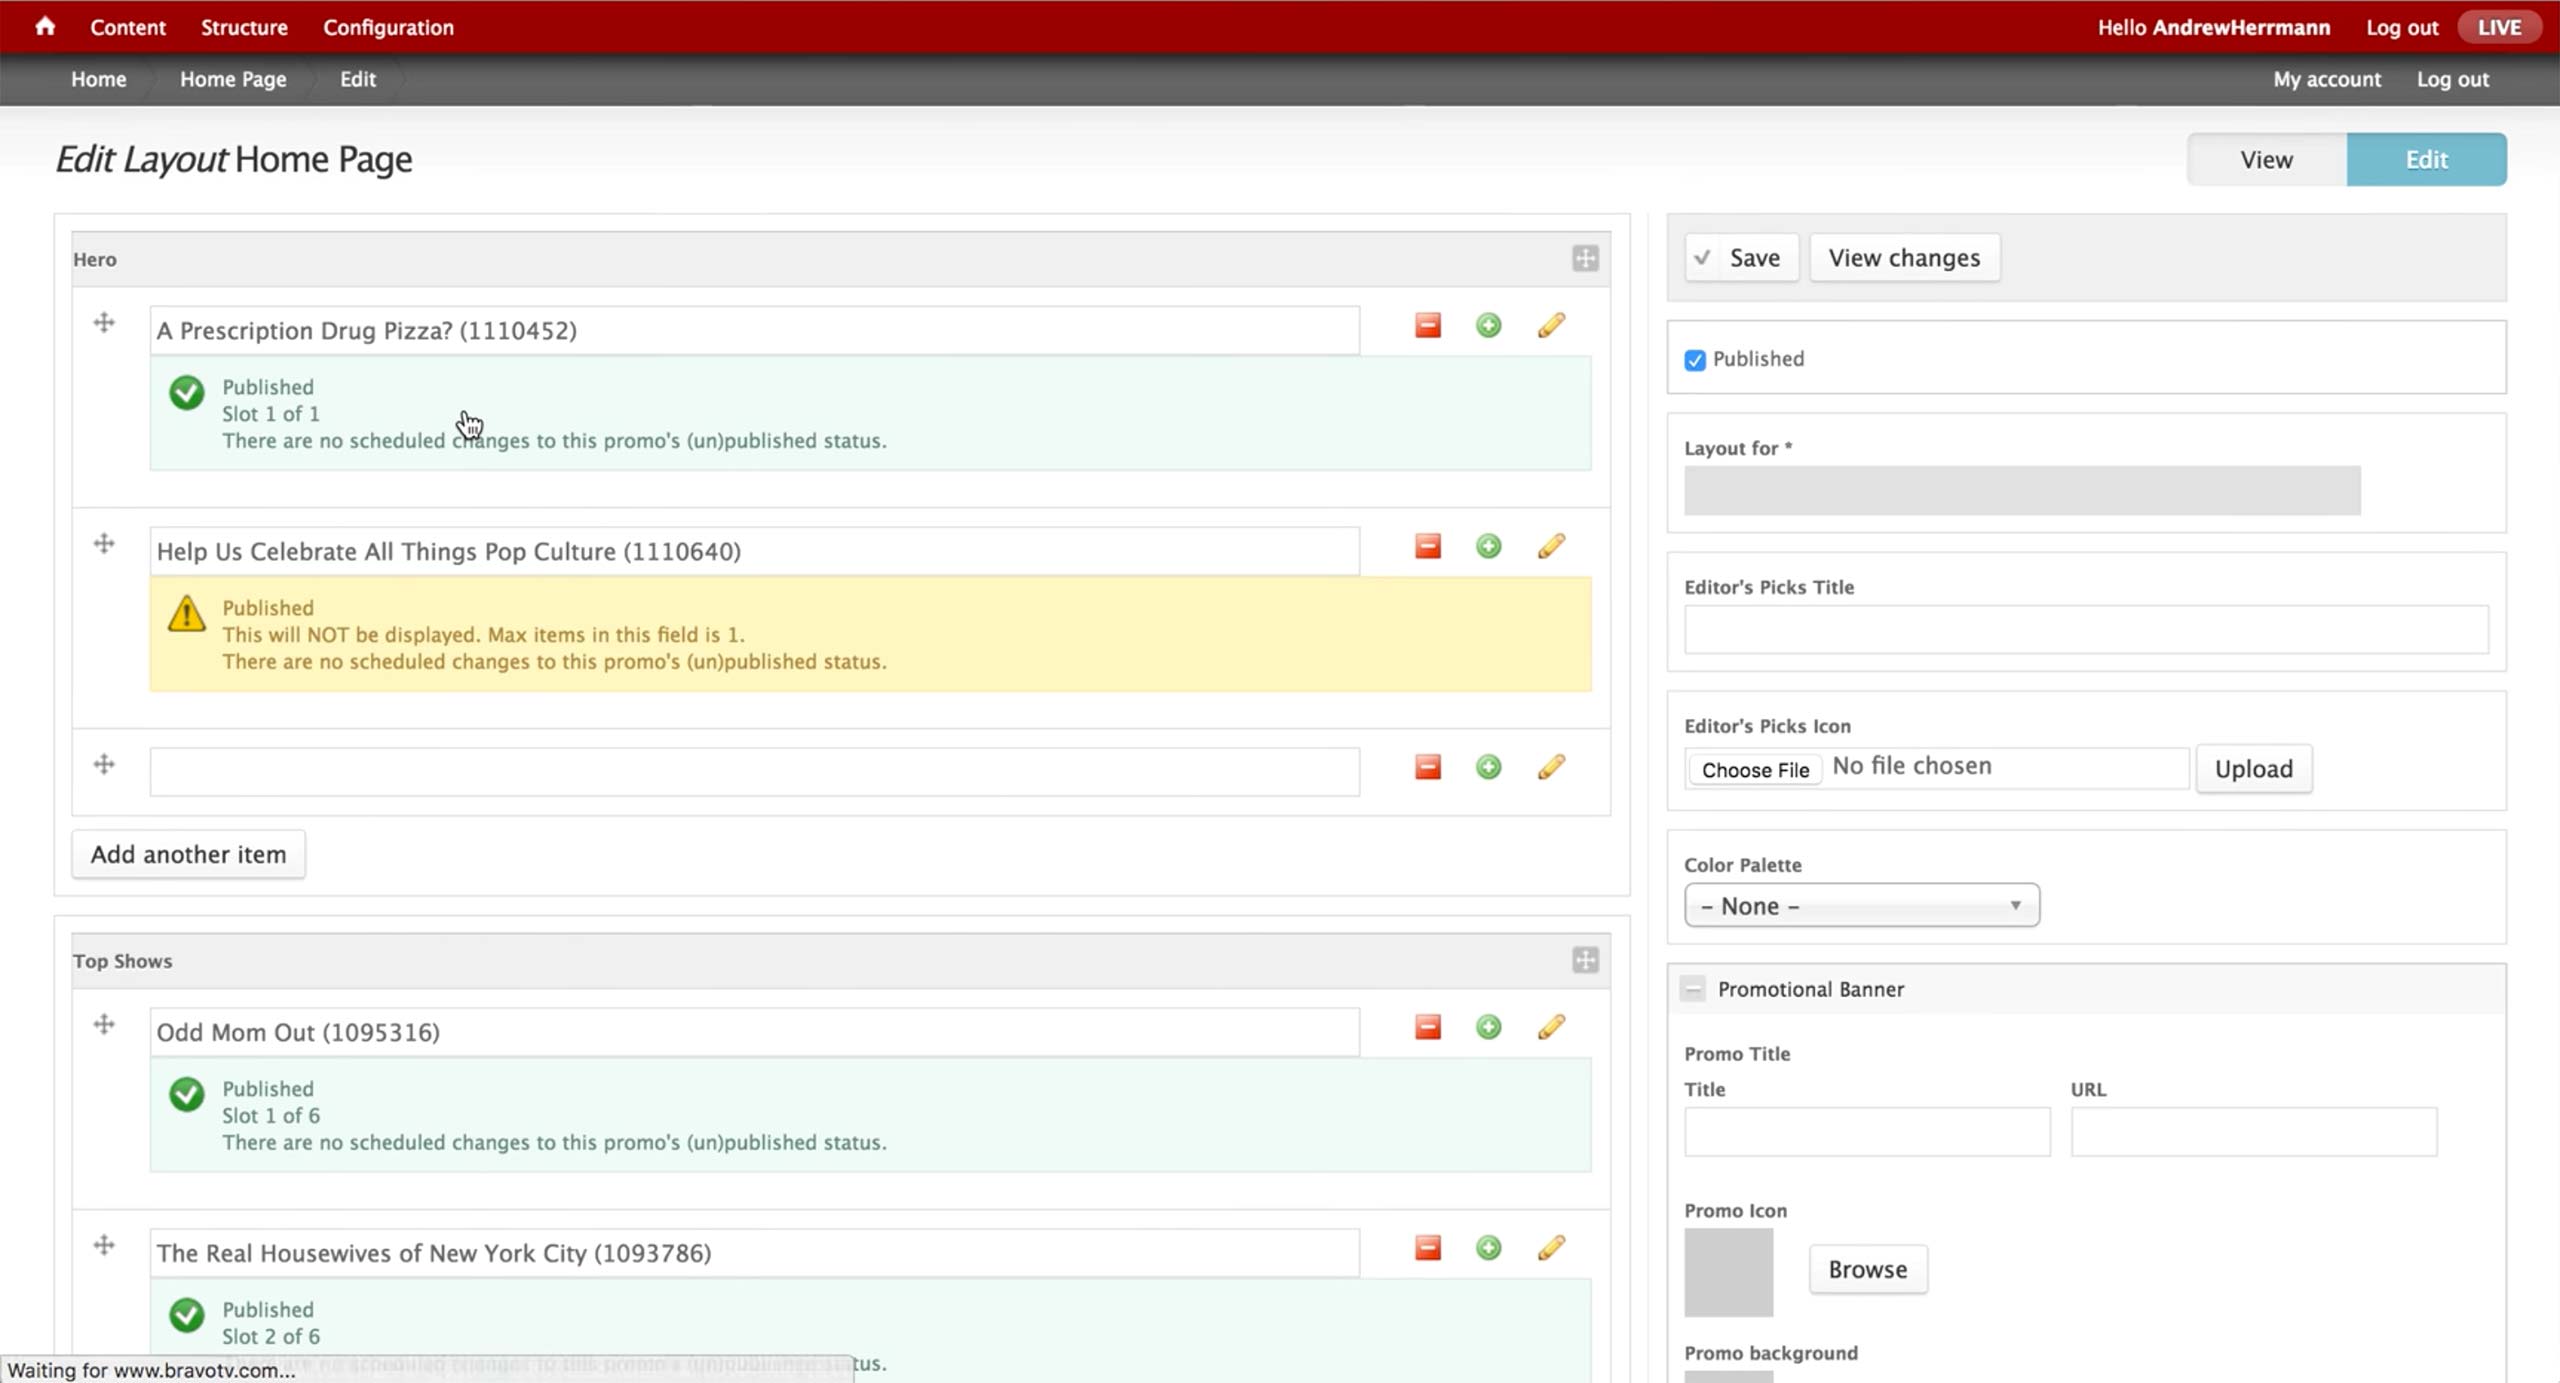 Content Structure Configuration Hello AndrewHerrmann Log out LIVE
Home Home Page Edit My account Log out
Edit Layout Home Page
View Edit
Hero
A Prescription Drug Pizza? (1110452)
Published
Slot 1 of 1
There are no scheduled changes to this promo's (un)published status.
Help Us Celebrate All Things Pop Culture (1110640)
Published
This will NOT be displayed. Max items in this field is 1.
There are no scheduled changes to this promo's (un)published status.
Add another item
Top Shows
Odd Mom Out (1095316)
Published
Slot 1 of 6
There are no scheduled changes to this promo's (un)published status.
The Real Housewives of New York City (1093786)
Published
Slot 2 of 6
Waiting for www.bravotv.com...
Save View changes
Published
Layout for *
Editor's Picks Title
Editor's Picks Icon
Choose File No file chosen Upload
Color Palette
- None -
Promotional Banner
Promo Title
Title URL
Promo Icon
Browse
Promo background